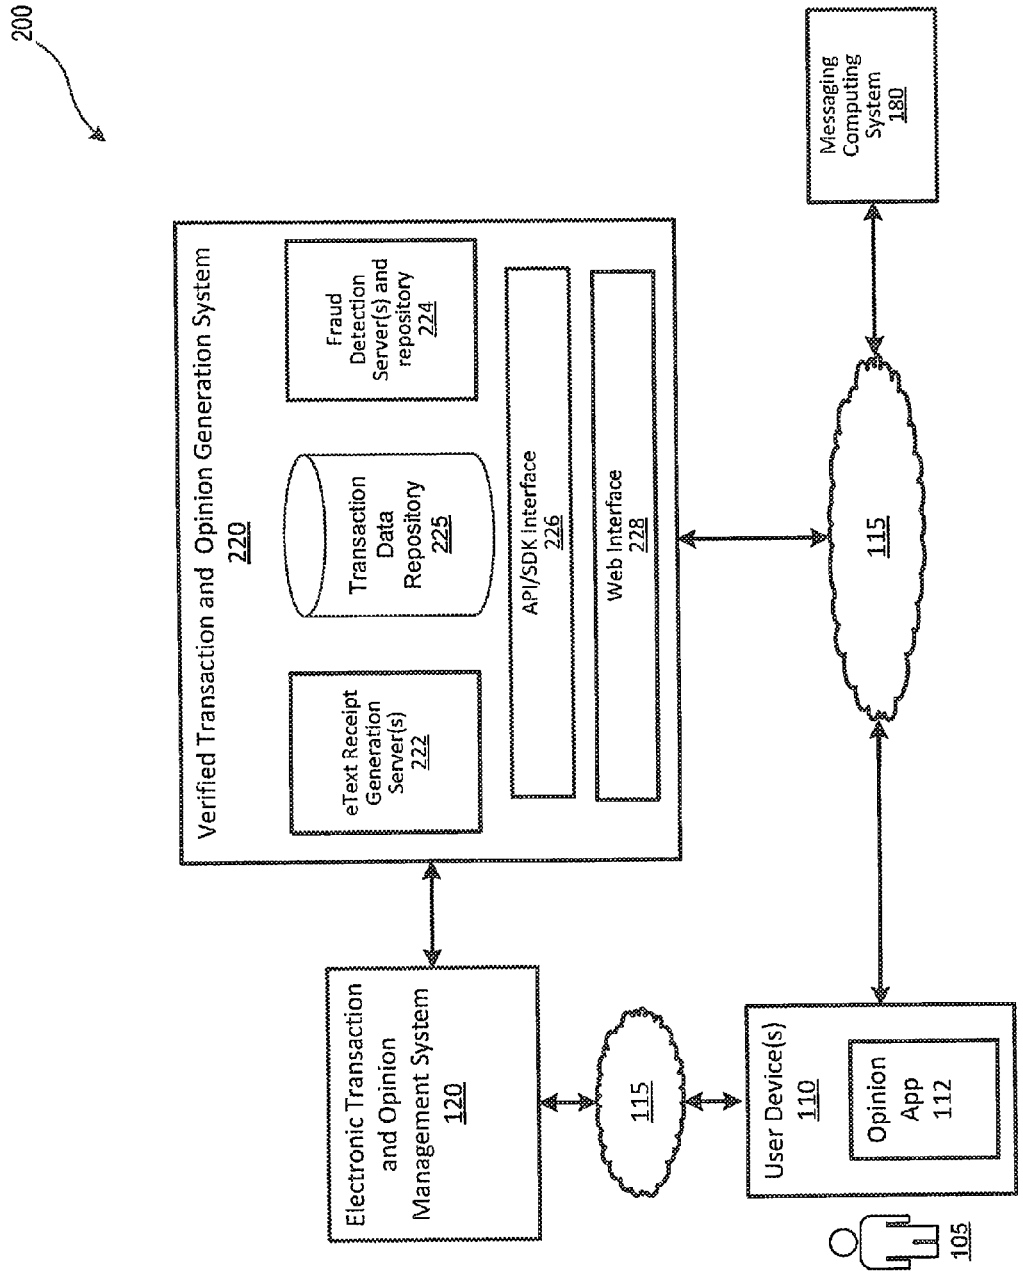 200
Verified Transaction and Opinion Generation System
220
eText Receipt
Generation
Server(s)
222
Transaction
Data
Repository
225
Fraud
Detection
Server(s) and
repository
224
API/SDK Interface
226
Web Interface
228
Electronic Transaction
and Opinion
Management System
120
115
User Device(s)
110
Opinion
App
112
105
115
Messaging
Computing
System
180